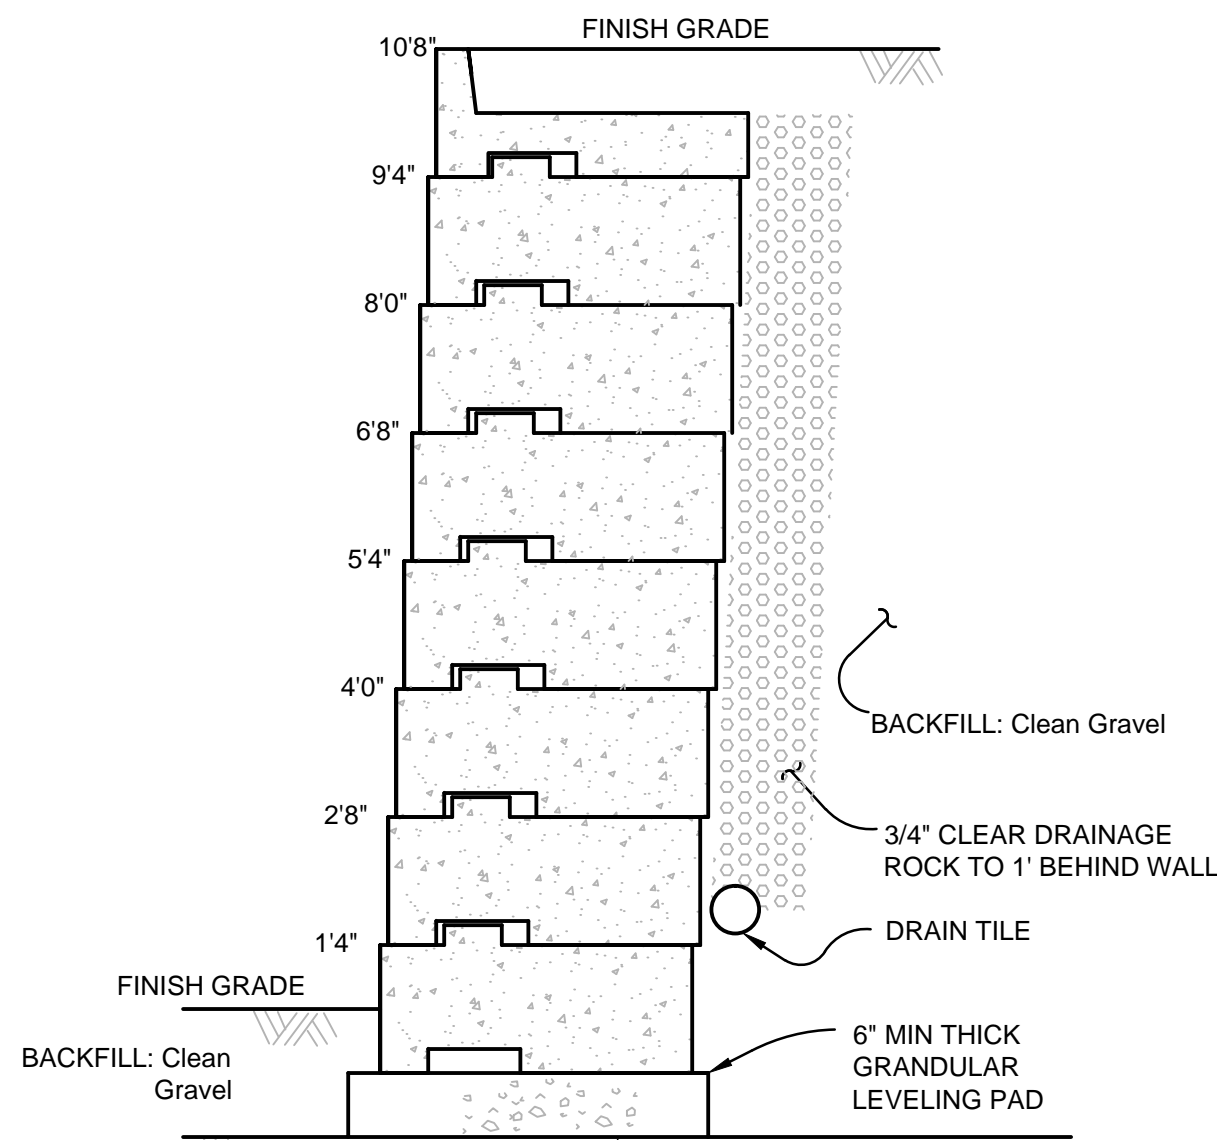 FINISH GRADE
10'8"
9'4"
8'0"
6'8"
5'4"
4'0"
BACKFILL: Clean Gravel
2'8"
3/4" CLEAR DRAINAGE
ROCK TO 1' BEHIND WALL
DRAIN TILE
1'4"
FINISH GRADE
BACKFILL: Clean
Gravel
6" MIN THICK
GRANDULAR
LEVELING PAD